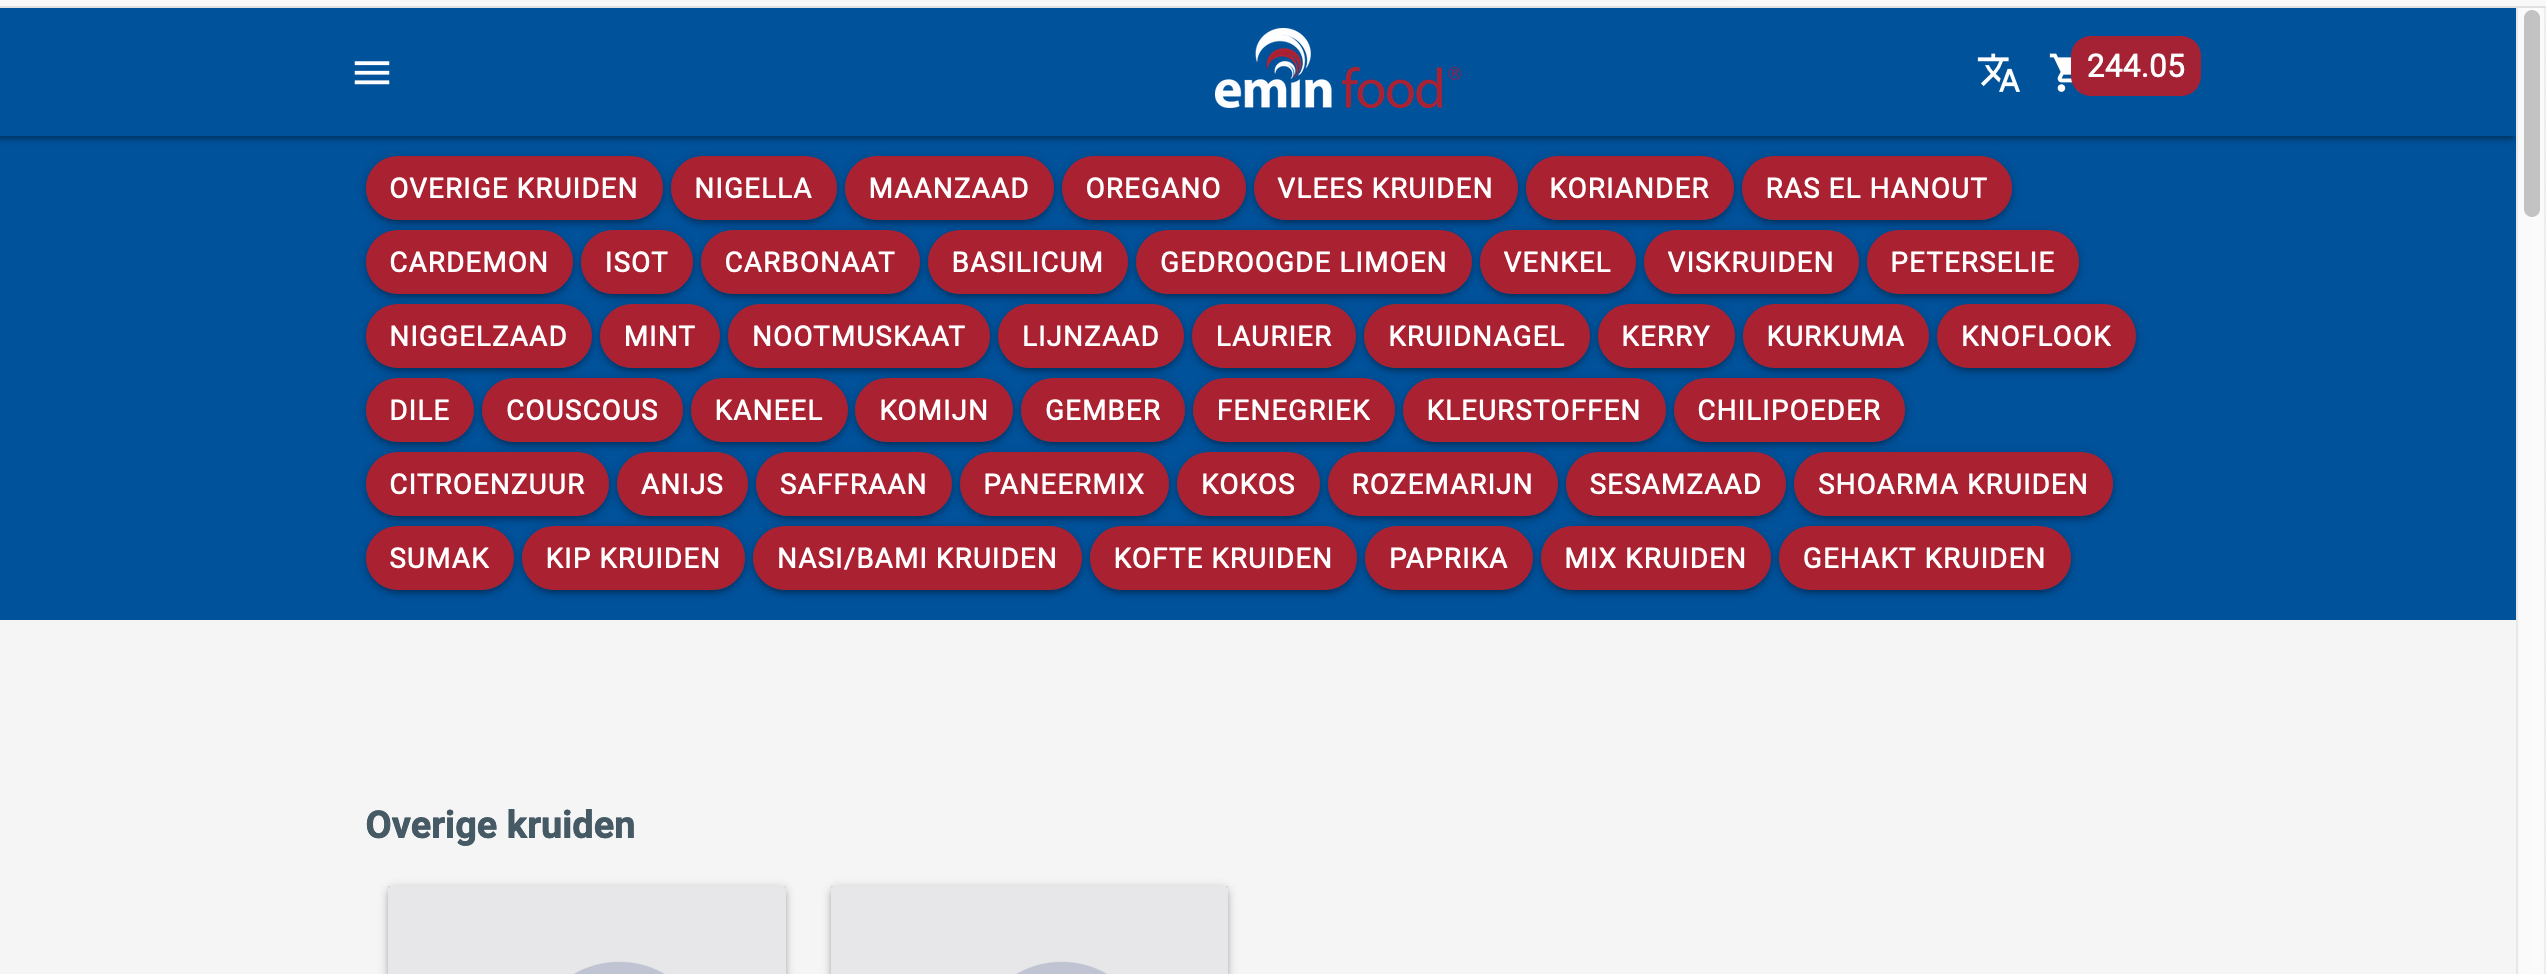 emin food®
244.05
OVERIGE KRUIDEN NIGELLA MAANZAAD OREGANO VLEES KRUIDEN KORIANDER RAS EL HANOUT
CARDEMON ISOT CARBONAAT BASILICUM GEDROOGDE LIMOEN VENKEL VISKRUIDEN PETERSELIE
NIGGELZAAD MINT NOOTMUSKAAT LIJNZAAD LAURIER KRUIDNAGEL KERRY KURKUMA KNOFLOOK
DILE COUSCOUS KANEEL KOMIJN GEMBER FENEGRIEK KLEURSTOFFEN CHILIPOEDER
CITROENZUUR ANIJS SAFFRAAN PANEERMIX KOKOS ROZEMARIJN SESAMZAAD SHOARMA KRUIDEN
SUMAK KIP KRUIDEN NASI/BAMI KRUIDEN KOFTE KRUIDEN PAPRIKA MIX KRUIDEN GEHAKT KRUIDEN
Overige kruiden